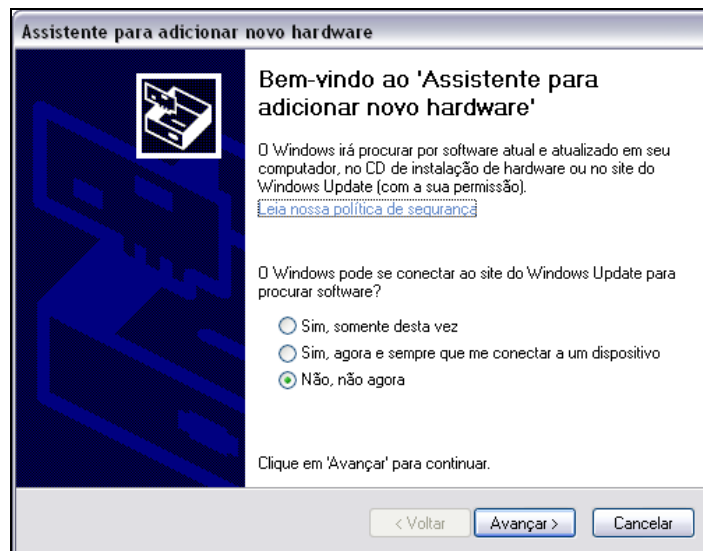 Assistente para adicionar novo hardware
Bem-vindo ao 'Assistente para
adicionar novo hardware'
O Windows irá procurar por software atual e atualizado em seu
computador, no CD de instalação de hardware ou no site do
Windows Update (com a sua permissão).
Leia nossa política de segurança
O Windows pode se conectar ao site do Windows Update para
procurar software?
Sim, somente desta vez
Sim, agora e sempre que me conectar a um dispositivo
Não, não agora
Clique em 'Avançar' para continuar.
< Voltar
Avançar >
Cancelar